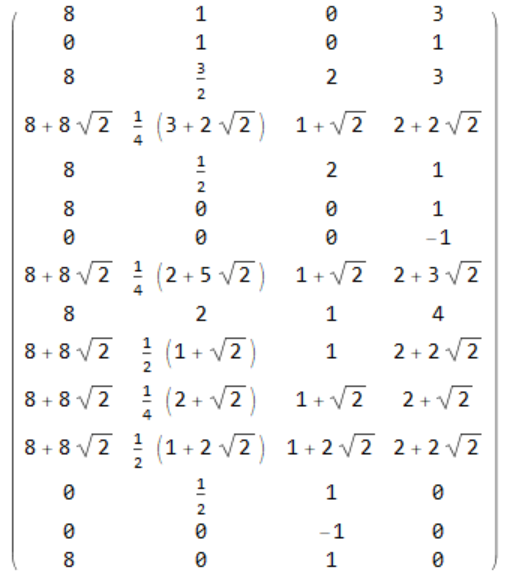 8 1 0 3
0 1 0 1
8 3/2 2 3
8 + 8 √2 1/4 (3 + 2 √2) 1 + √2 2 + 2 √2
8 1/2 2 1
8 0 0 1
0 0 0 -1
8 + 8 √2 1/4 (2 + 5 √2) 1 + √2 2 + 3 √2
8 2 1 4
8 + 8 √2 1/2 (1 + √2) 1 2 + 2 √2
8 + 8 √2 1/4 (2 + √2) 1 + √2 2 + √2
8 + 8 √2 1/2 (1 + 2 √2) 1 + 2 √2 2 + 2 √2
0 1/2 1 0
0 0 -1 0
8 0 1 0